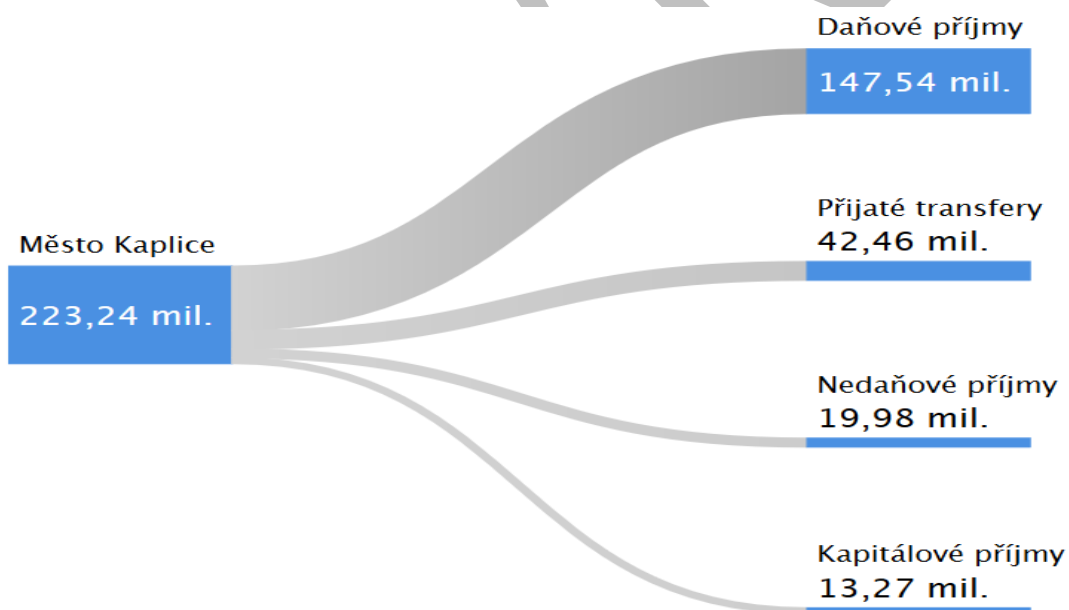 Daňové příjmy
147,54 mil.
Přijaté transfery
42,46 mil.
Město Kaplice
223,24 mil.
Nedaňové příjmy
19,98 mil.
Kapitálové příjmy
13,27 mil.